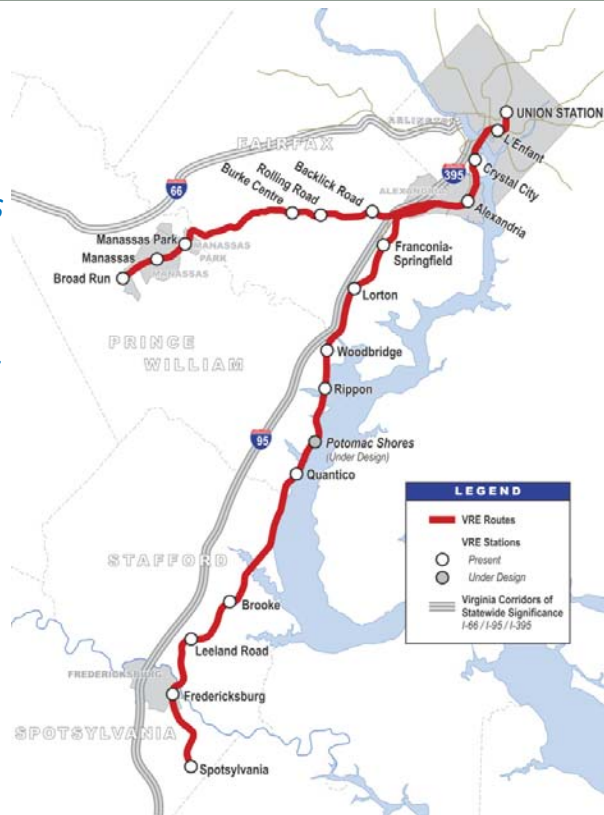 UNION STATION
ARLINGTON
L'Enfant
FAIRFAX
395
Crystal City
Backlick Road
Rolling Road
Burke Centre
ALEXANDRIA
66
Alexandria
Manassas Park
MANASSAS
PARK
Franconia-
Springfield
Manassas
MANASSAS
Broad Run
Lorton
PRINCE
WILLIAM
Woodbridge
Rippon
95
Potomac Shores
(Under Design)
Quantico
LEGEND
VRE Routes
VRE Stations
Present
Under Design
Virginia Corridors of
Statewide Significance
I-66 / I-95 / I-395
STAFFORD
Brooke
Leeland Road
FREDERICKSBURG
Fredericksburg
SPOTSYLVANIA
Spotsylvania